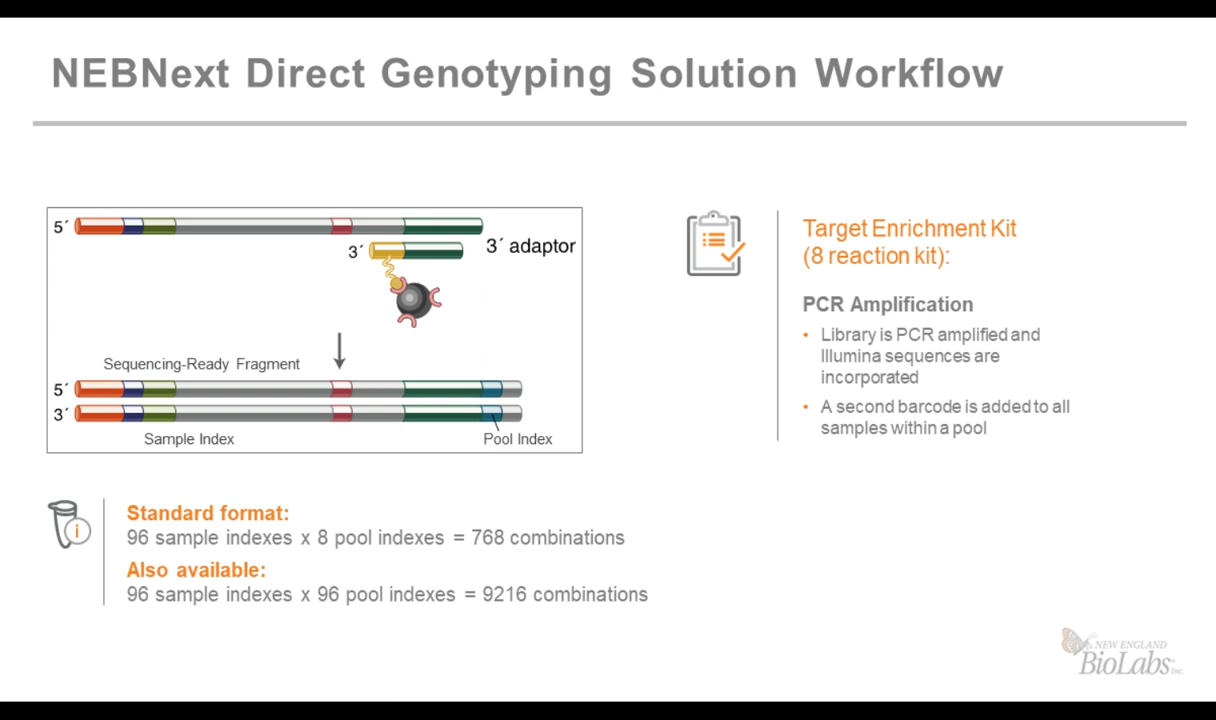 NEBNext Direct Genotyping Solution Workflow
5´
3´
3´ adaptor
Sequencing-Ready Fragment
5´
3´
Sample Index
Pool Index
Target Enrichment Kit
(8 reaction kit):
PCR Amplification
• Library is PCR amplified and
Illumina sequences are
incorporated
• A second barcode is added to all
samples within a pool
i
Standard format:
96 sample indexes x 8 pool indexes = 768 combinations
Also available:
96 sample indexes x 96 pool indexes = 9216 combinations
NEW ENGLAND
BioLabs Inc.